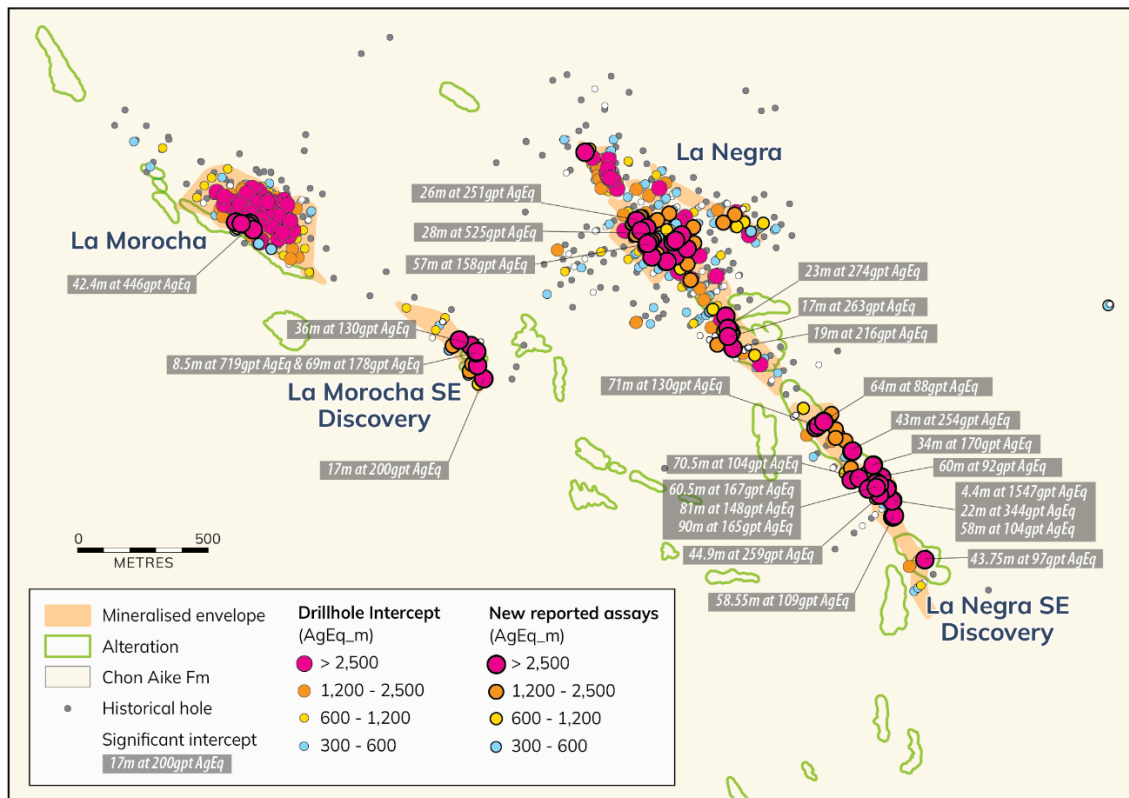 La Negra
26m at 251gpt AgEq
28m at 525gpt AgEq
57m at 158gpt AgEq
La Morocha
42.4m at 446gpt AgEq
23m at 274gpt AgEq
17m at 263gpt AgEq
19m at 216gpt AgEq
36m at 130gpt AgEq
8.5m at 719gpt AgEq & 69m at 178gpt AgEq
La Morocha SE
Discovery
17m at 200gpt AgEq
71m at 130gpt AgEq
64m at 88gpt AgEq
43m at 254gpt AgEq
34m at 170gpt AgEq
70.5m at 104gpt AgEq
60m at 92gpt AgEq
60.5m at 167gpt AgEq
81m at 148gpt AgEq
90m at 165gpt AgEq
4.4m at 1547gpt AgEq
22m at 344gpt AgEq
58m at 104gpt AgEq
44.9m at 259gpt AgEq
43.75m at 97gpt AgEq
58.55m at 109gpt AgEq
La Negra SE
Discovery
0 500
METRES
Mineralised envelope
Alteration
Chon Aike Fm
Historical hole
Significant intercept
17m at 200gpt AgEq
Drillhole Intercept
(AgEq_m)
> 2,500
1,200 - 2,500
600 - 1,200
300 - 600
New reported assays
(AgEq_m)
> 2,500
1,200 - 2,500
600 - 1,200
300 - 600